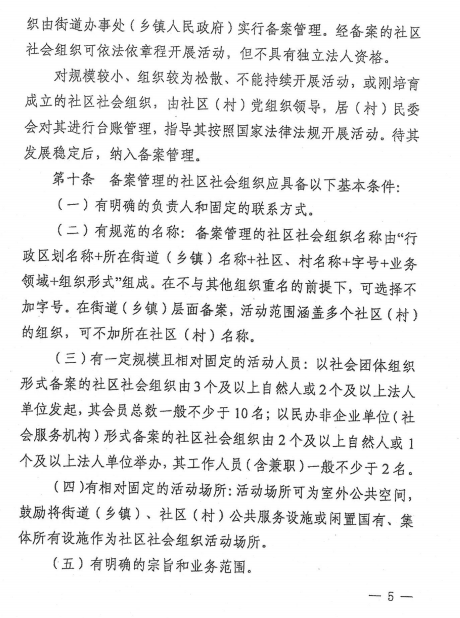 织由街道办事处（乡镇人民政府）实行备案管理。经备案的社区
社会组织可依法依章程开展活动，但不具有独立法人资格。
对规模较小、组织较为松散、不能持续开展活动，或刚培育
成立的社区社会组织，由社区（村）党组织领导，居（村）民委
会对其进行台账管理，指导其按照国家法律法规开展活动。待其
发展稳定后，纳入备案管理。
第十条 备案管理的社区社会组织应具备以下基本条件：
（一）有明确的负责人和固定的联系方式。
（二）有规范的名称：备案管理的社区社会组织名称由“行
政区划名称+所在街道（乡镇）名称+社区、村名称+字号+业务
领域+组织形式”组成。在不与其他组织重名的前提下，可选择不
加字号。在街道（乡镇）层面备案，活动范围涵盖多个社区（村）
的组织，可不加所在社区（村）名称。
（三）有一定规模且相对固定的活动人员：以社会团体组织
形式备案的社区社会组织由3个及以上自然人或2个及以上法人
单位发起，其会员总数一般不少于10名；以民办非企业单位（社
会服务机构）形式备案的社区社会组织由2个及以上自然人或1
个及以上法人单位举办，其工作人员（含兼职）一般不少于2名。
（四）有相对固定的活动场所：活动场所可为室外公共空间，
鼓励将街道（乡镇）、社区（村）公共服务设施或闲置国有、集
体所有设施作为社区社会组织活动场所。
（五）有明确的宗旨和业务范围。
— 5 —